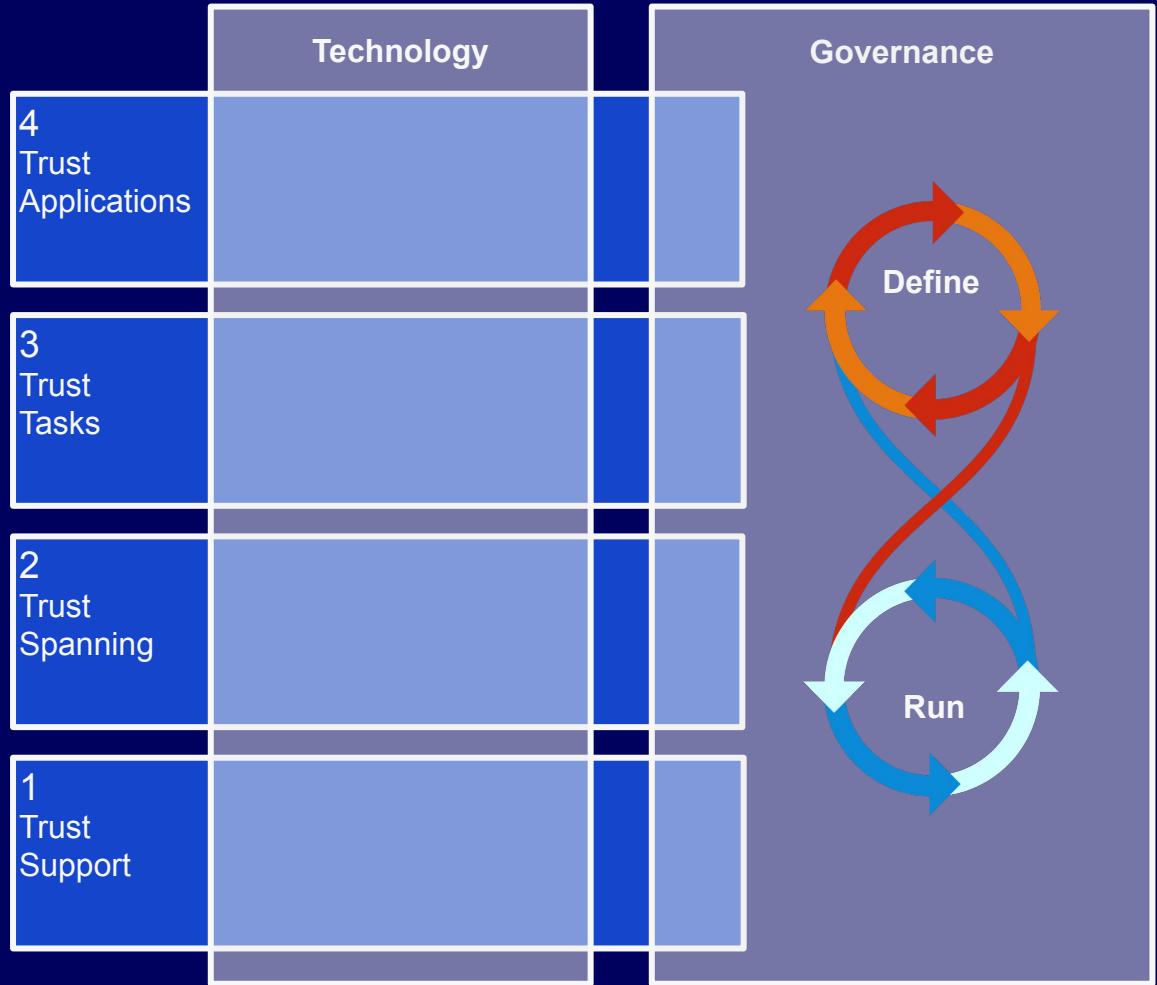 Technology
Governance
4
Trust
Applications
Define
3
Trust
Tasks
2
Trust
Spanning
Run
1
Trust
Support